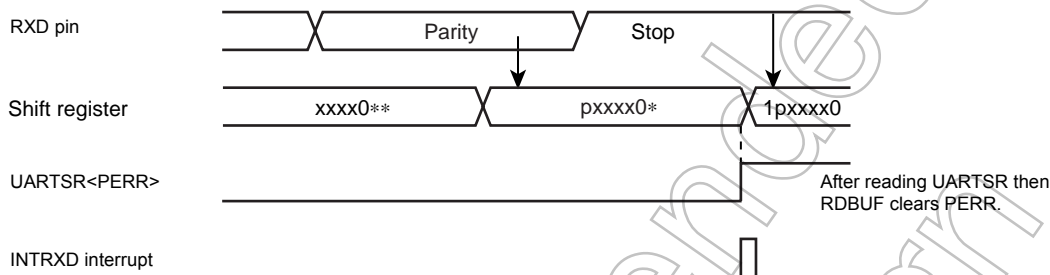 RXD pin
Parity
Stop
Shift register
xxxx0**
pxxxx0*
1pxxxx0
UARTSR<PERR>
After reading UARTSR then
RDBUF clears PERR.
INTRXD interrupt